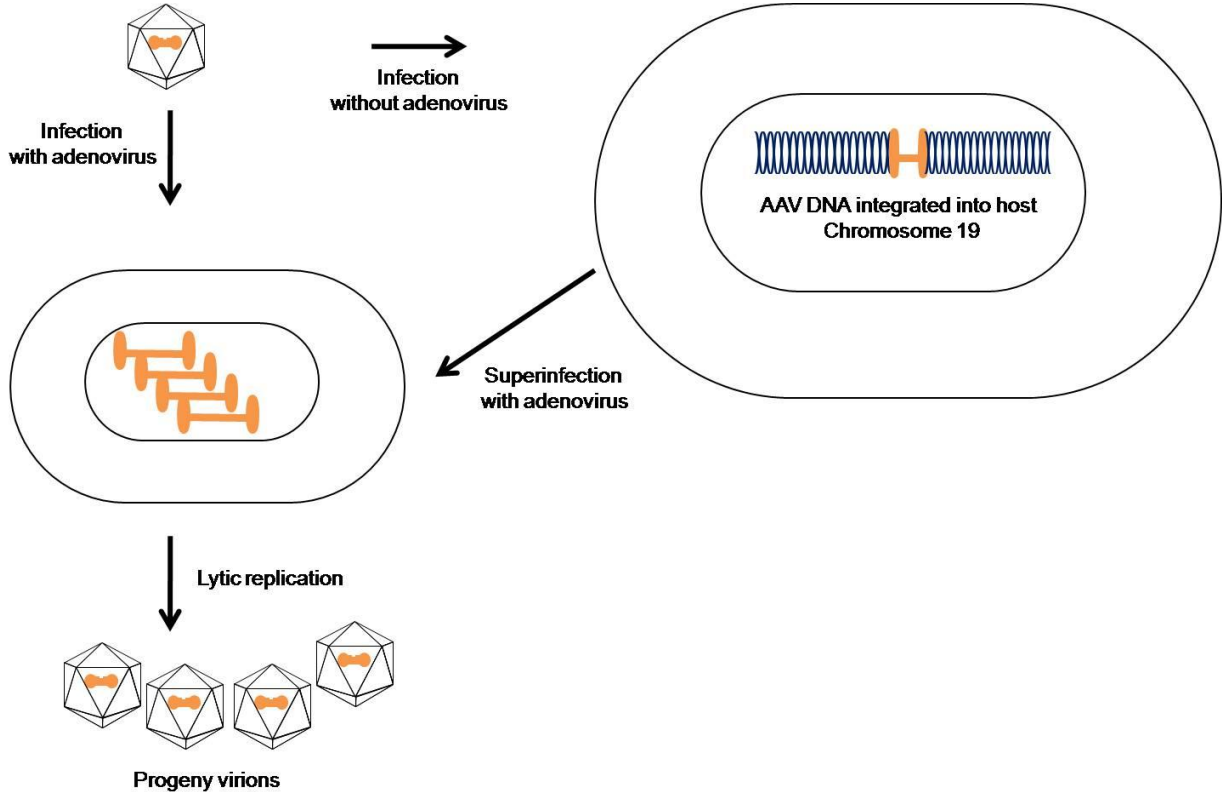 Infection
without adenovirus
Infection
with adenovirus
AAV DNA integrated into host
Chromosome 19
Superinfection
with adenovirus
Lytic replication
Progeny virions